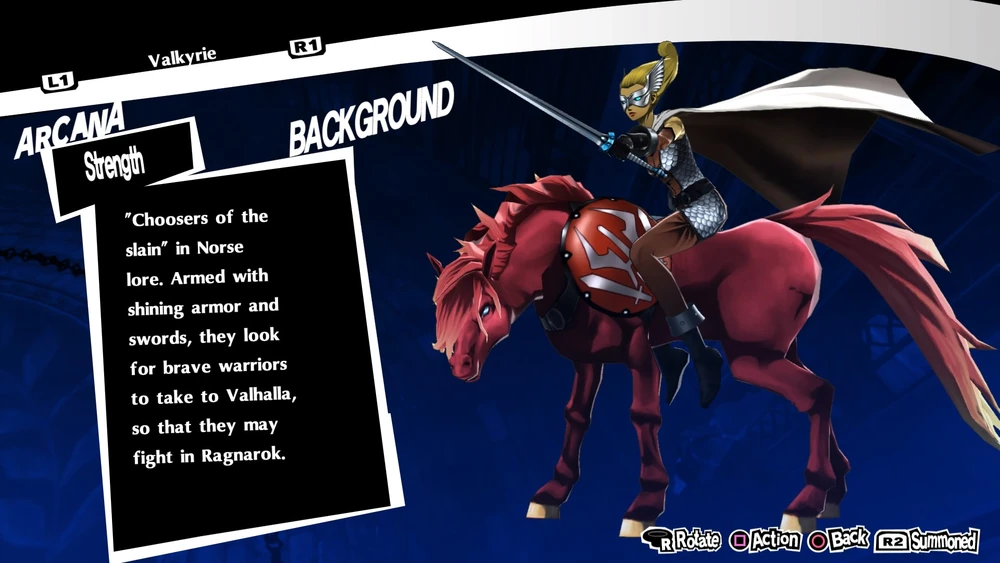 Valkyrie
L1
R1
ARCANA
Strength
BACKGROUND
"Choosers of the
slain" in Norse
lore. Armed with
shining armor and
swords, they look
for brave warriors
to take to Valhalla,
so that they may
fight in Ragnarok.
R Rotate Action Back R2 Summoned